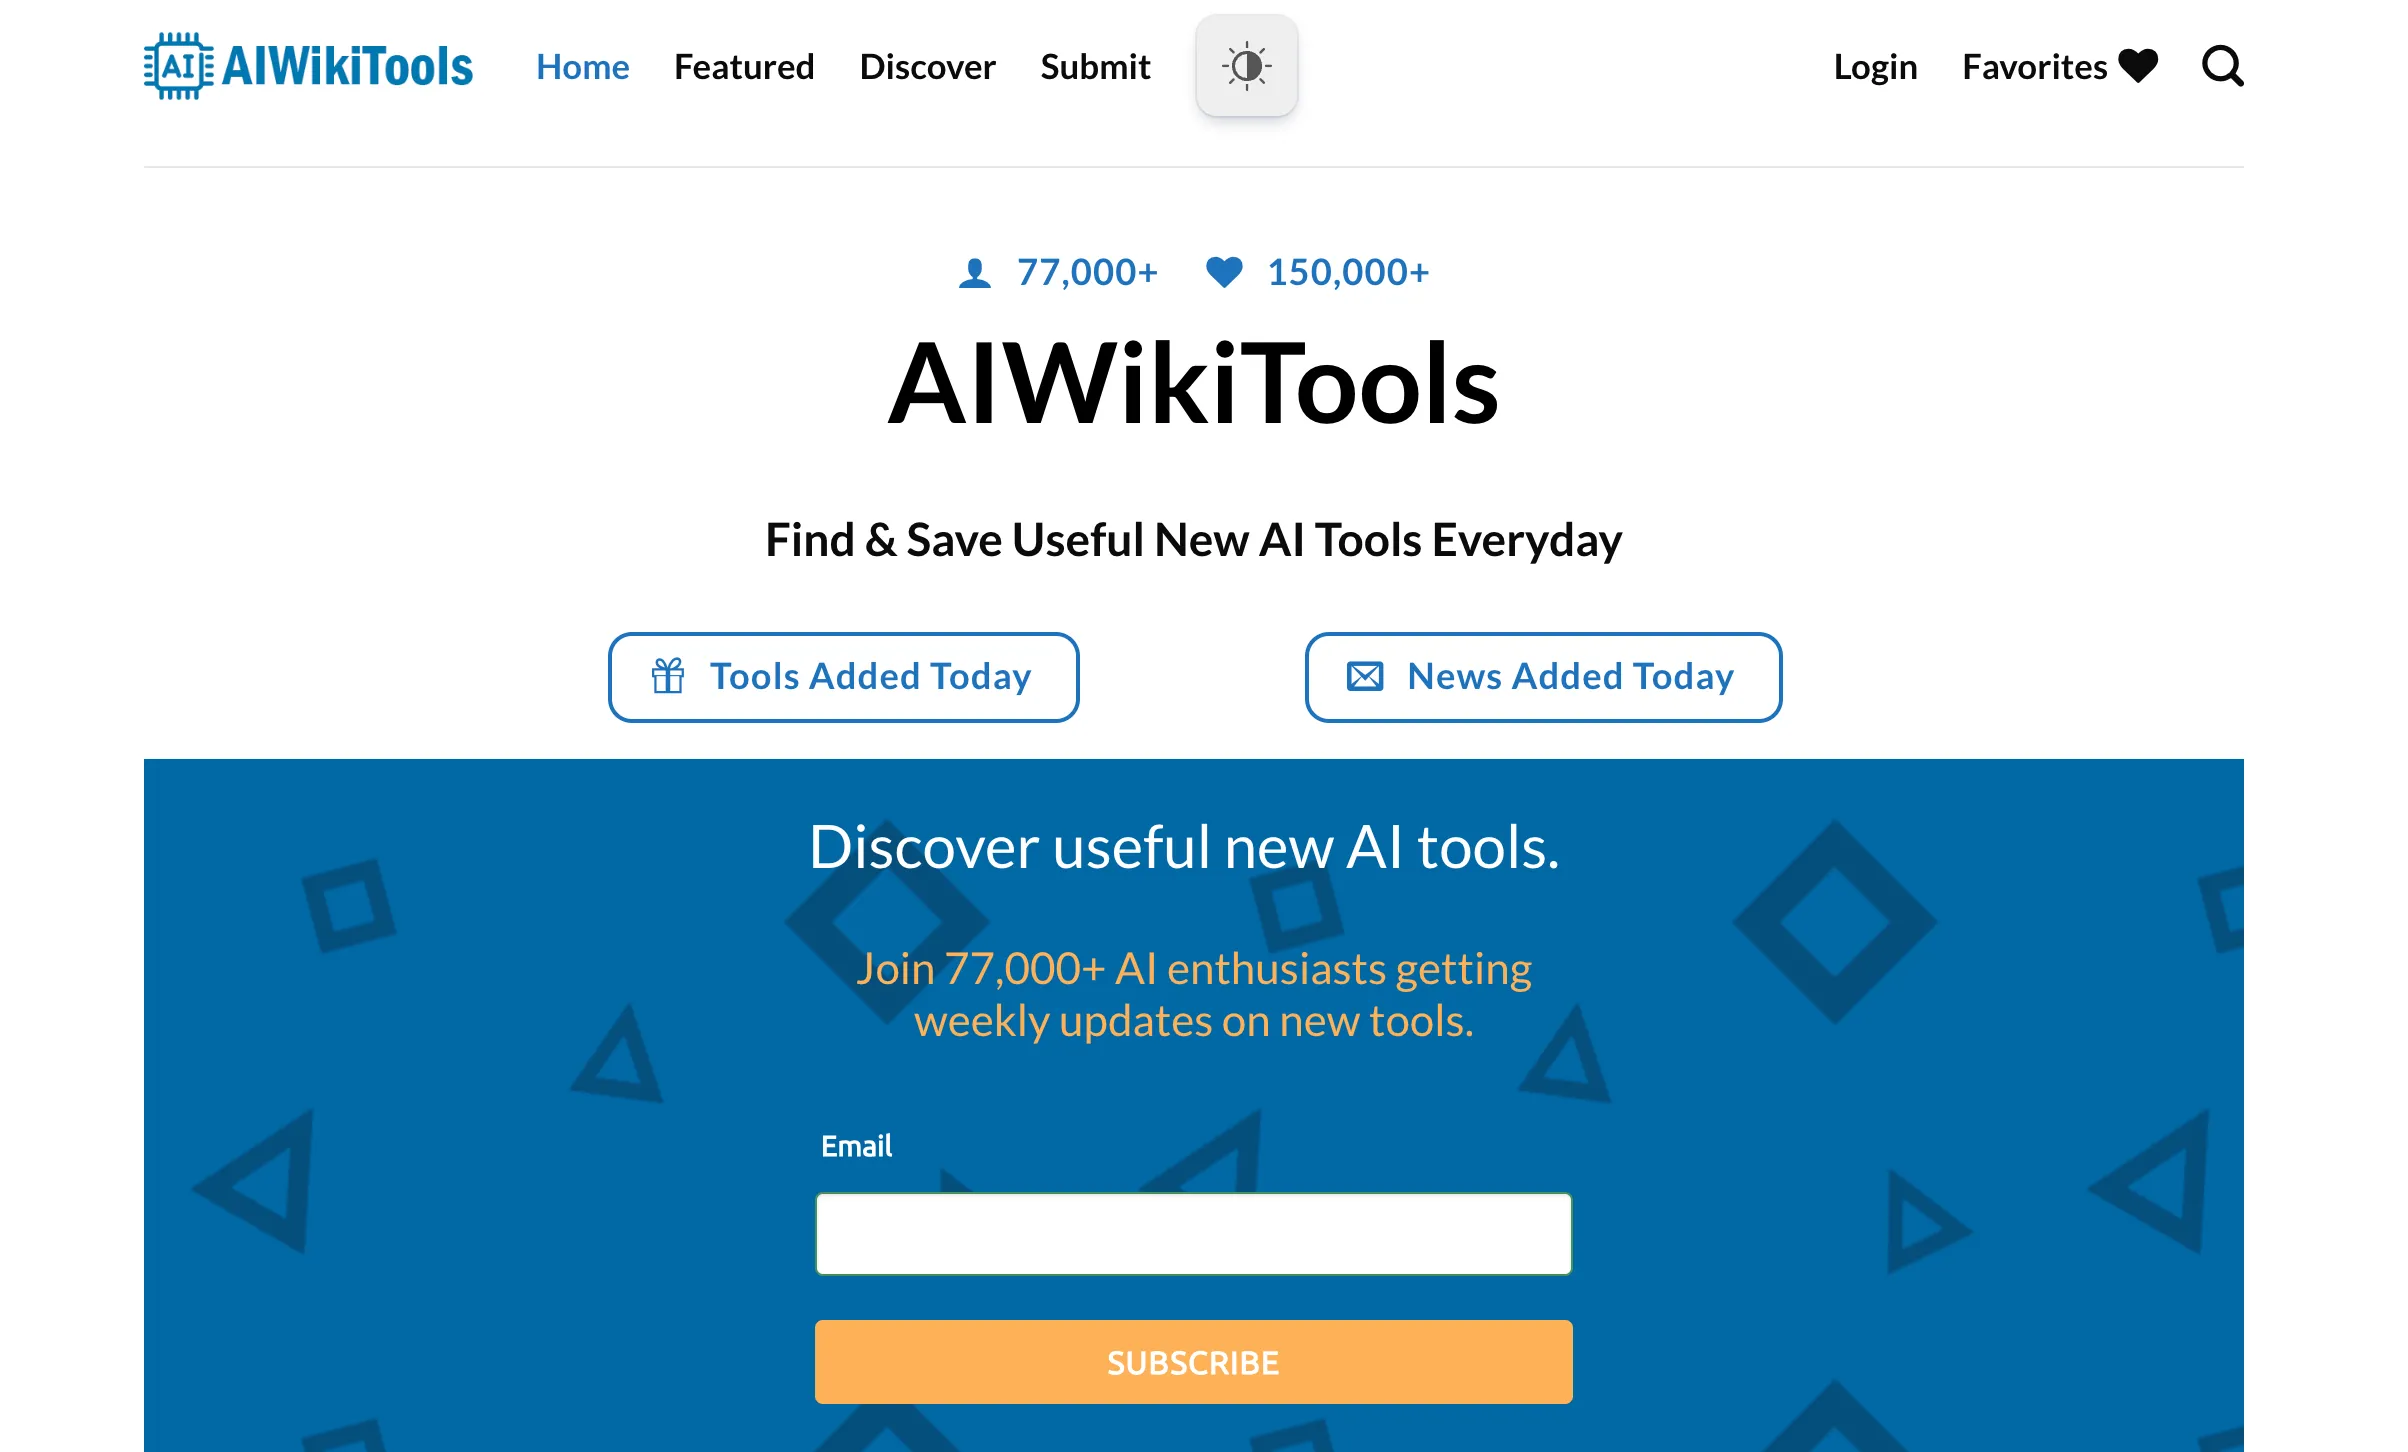 AI AIWikiTools Home Featured Discover Submit Login Favorites
77,000+ 150,000+
AIWikiTools
Find & Save Useful New AI Tools Everyday
Tools Added Today News Added Today
Discover useful new AI tools.
Join 77,000+ AI enthusiasts getting
weekly updates on new tools.
Email
SUBSCRIBE